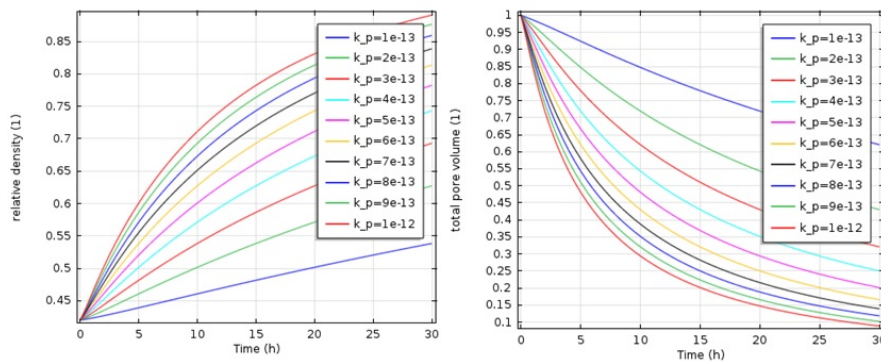 relative density (1)
0.85
0.8
0.75
0.7
0.65
0.6
0.55
0.5
0.45
k_p=1e-13
k_p=2e-13
k_p=3e-13
k_p=4e-13
k_p=5e-13
k_p=6e-13
k_p=7e-13
k_p=8e-13
k_p=9e-13
k_p=1e-12
0 5 10 15 20 25 30
Time (h)
total pore volume (1)
1
0.95
0.9
0.85
0.8
0.75
0.7
0.65
0.6
0.55
0.5
0.45
0.4
0.35
0.3
0.25
0.2
0.15
0.1
k_p=1e-13
k_p=2e-13
k_p=3e-13
k_p=4e-13
k_p=5e-13
k_p=6e-13
k_p=7e-13
k_p=8e-13
k_p=9e-13
k_p=1e-12
0 5 10 15 20 25 30
Time (h)